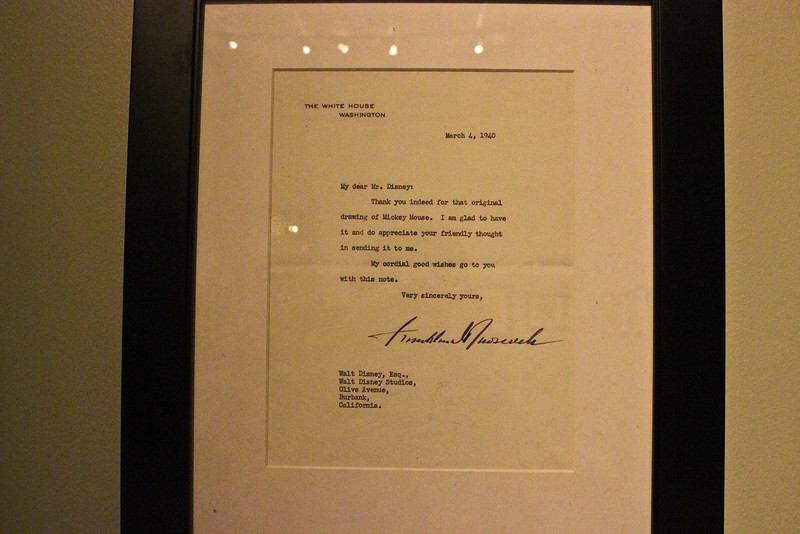 THE WHITE HOUSE
WASHINGTON
March 4, 1940
My dear Mr. Disney:
Thank you indeed for that original
drawing of Mickey Mouse. I am glad to have
it and do appreciate your friendly thought
in sending it to me.
My cordial good wishes go to you
with this note.
Very sincerely yours,
Franklin D Roosevelt
Walt Disney, Esq.,
Walt Disney Studios,
Olive Avenue,
Burbank,
California.